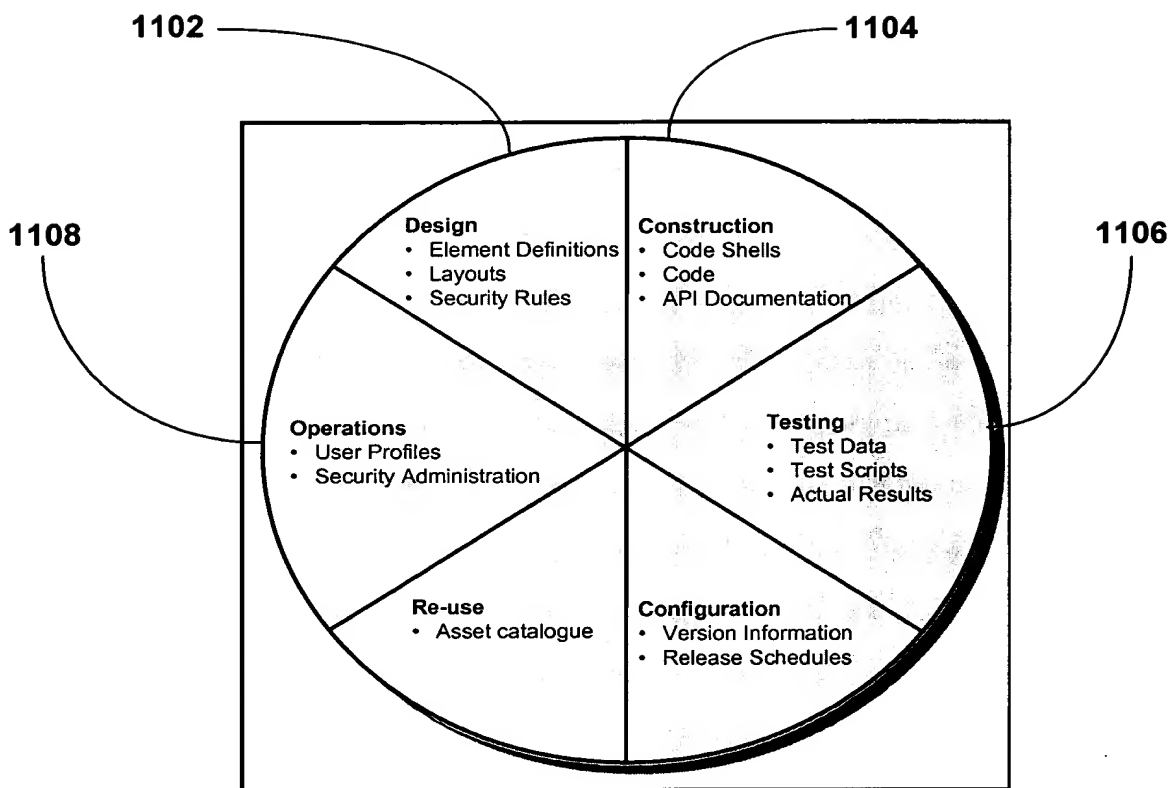 1102
1104
1108
1106
Design
• Element Definitions
• Layouts
• Security Rules
Construction
• Code Shells
• Code
• API Documentation
Operations
• User Profiles
• Security Administration
Testing
• Test Data
• Test Scripts
• Actual Results
Re-use
• Asset catalogue
Configuration
• Version Information
• Release Schedules